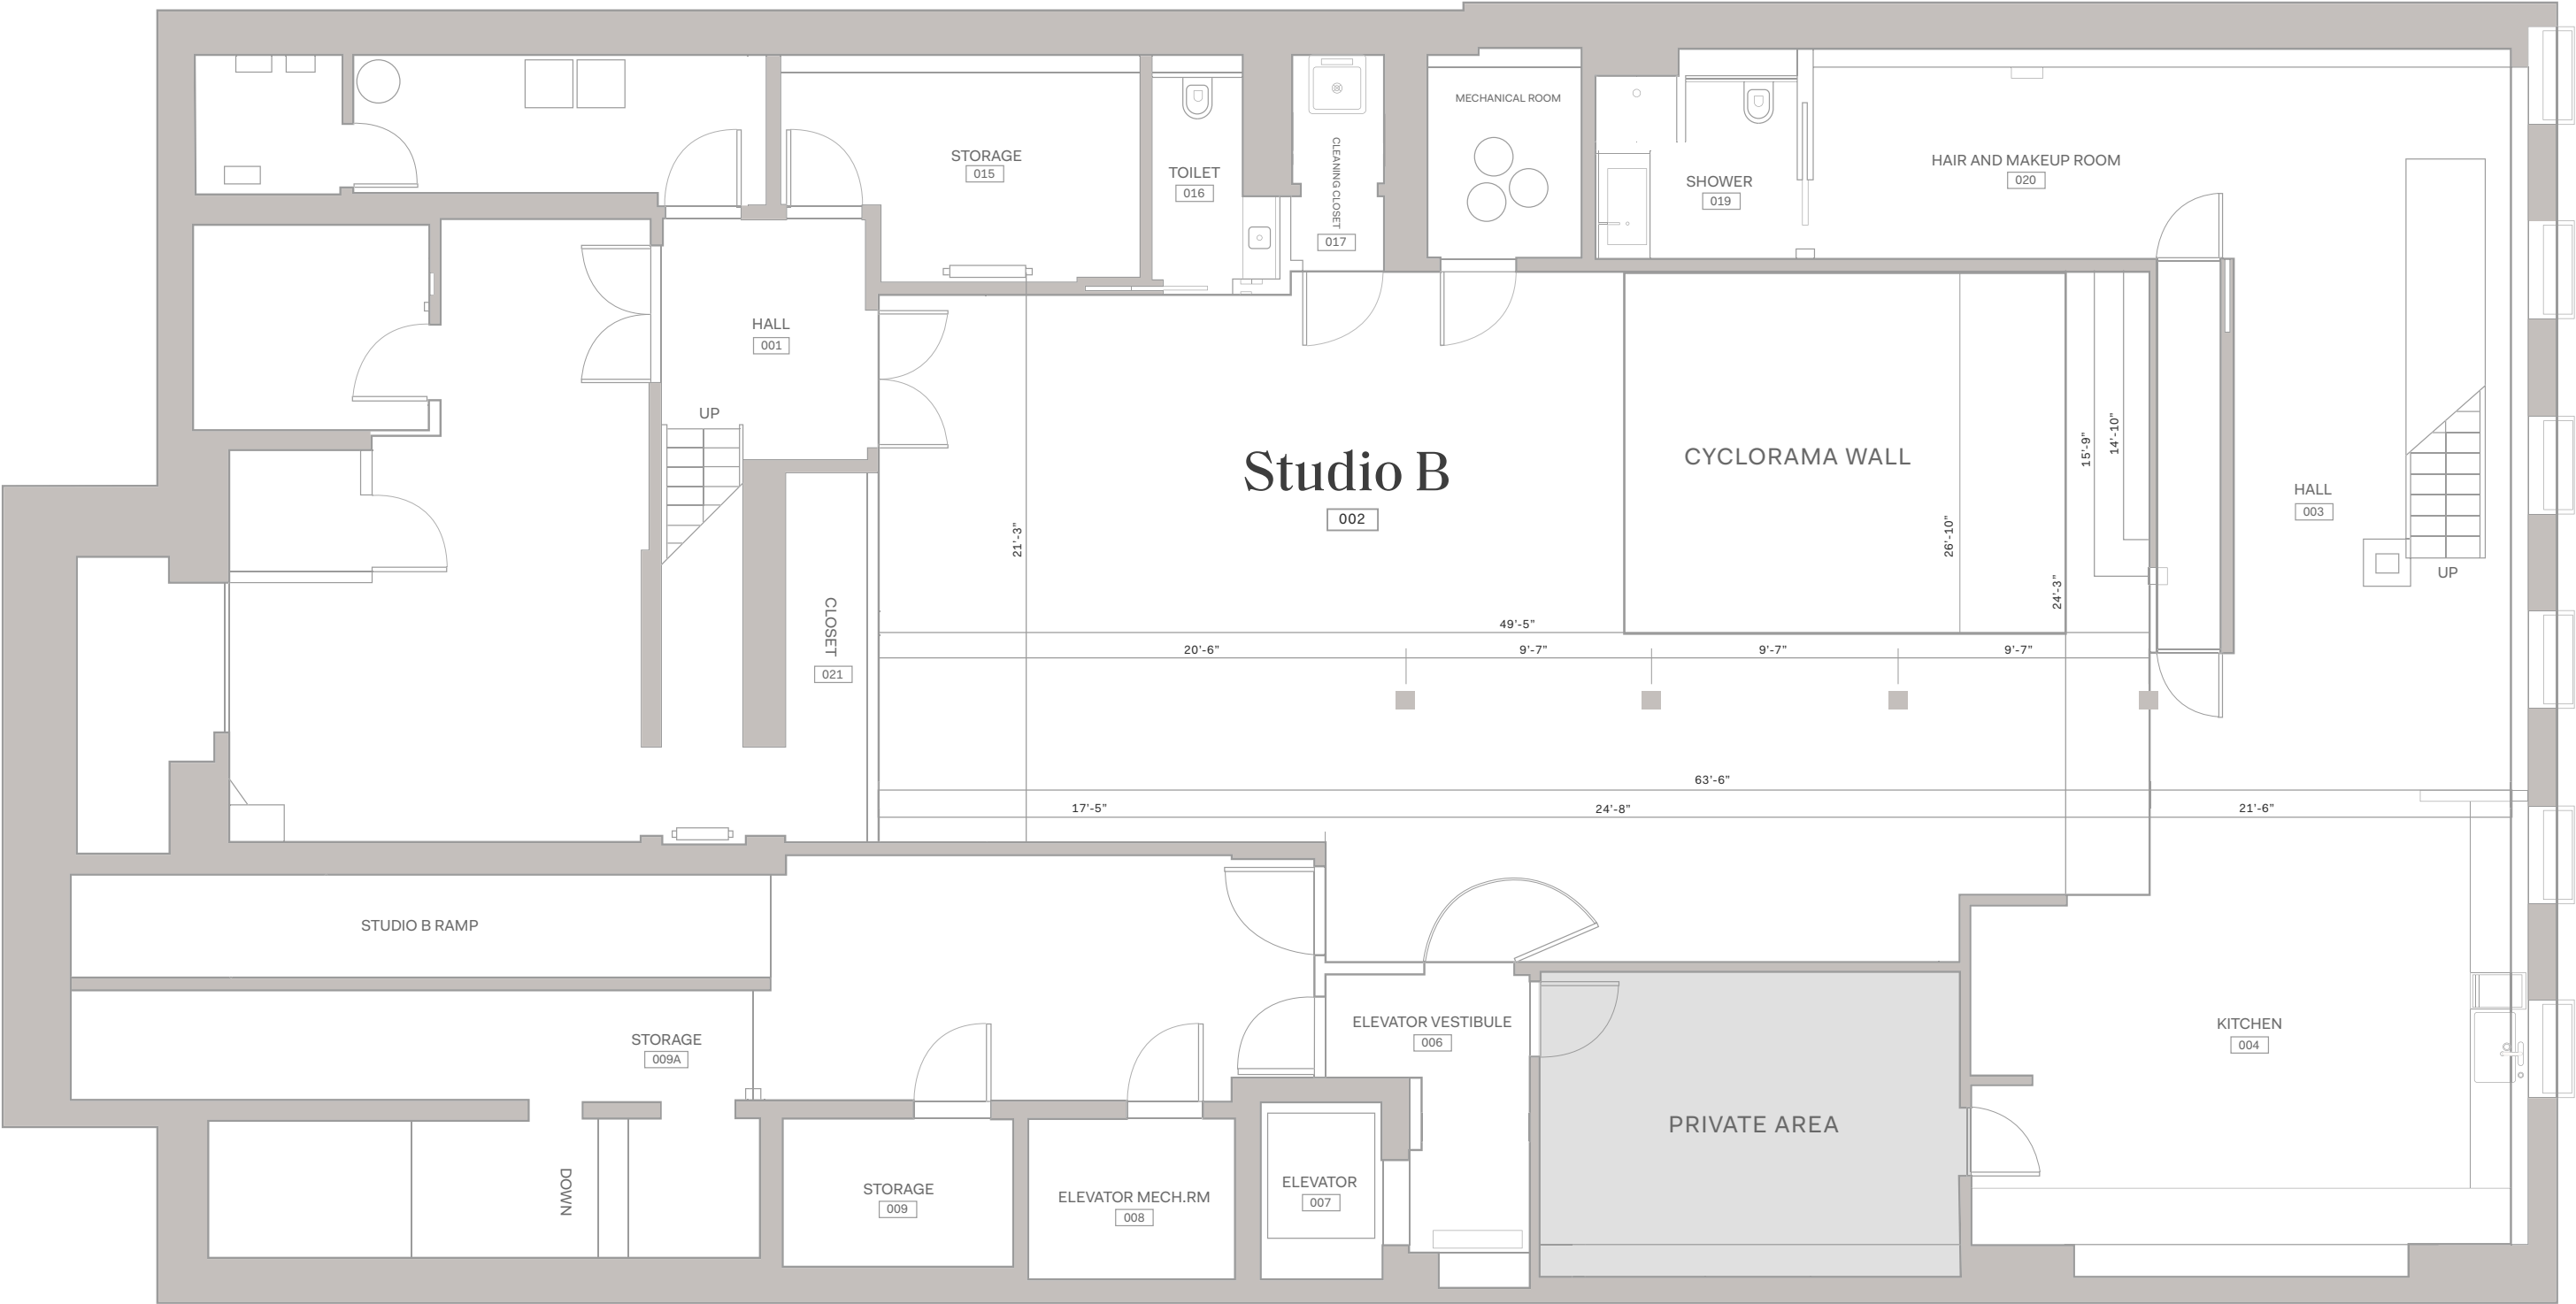 MECHANICAL ROOM
STORAGE
015
TOILET
016
CLEANING CLOSET
017
SHOWER
019
HAIR AND MAKEUP ROOM
020
HALL
001
UP
Studio B
002
CYCLORAMA WALL
15'-9"
14'-10"
HALL
003
UP
21'-3"
26'-10"
24'-3"
CLOSET
021
49'-5"
20'-6"
9'-7"
9'-7"
9'-7"
63'-6"
17'-5"
24'-8"
21'-6"
STUDIO B RAMP
STORAGE
009A
ELEVATOR VESTIBULE
006
KITCHEN
004
PRIVATE AREA
DOWN
STORAGE
009
ELEVATOR MECH.RM
008
ELEVATOR
007